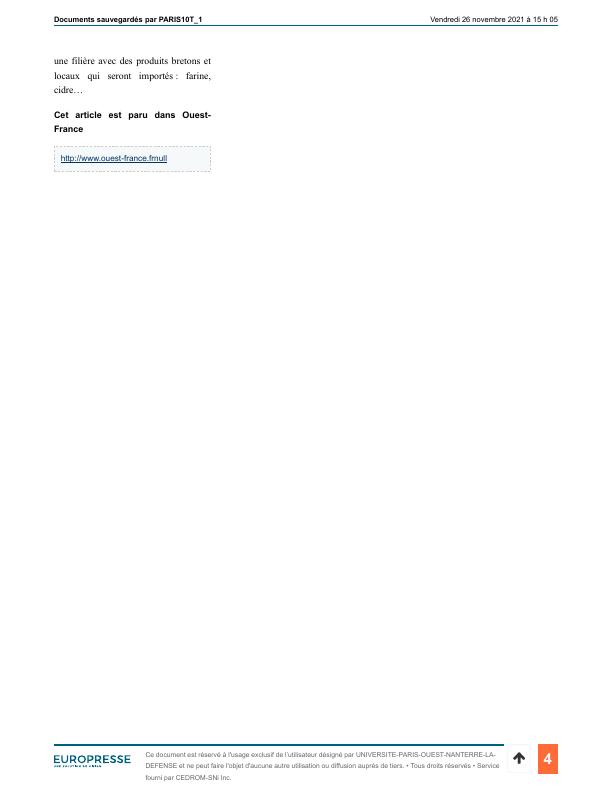 Documents sauvegardés par PARIS10T_1
Vendredi 26 novembre 2021 à 15 h 05
une filière avec des produits bretons et
locaux qui seront importés : farine,
cidre…
Cet article est paru dans Ouest-
France
http://www.ouest-france.frnull
EUROPRESSE
Ce document est réservé à l'usage exclusif de l'utilisateur désigné par UNIVERSITE-PARIS-OUEST-NANTERRE-LA-
DEFENSE et ne peut faire l'objet d'aucune autre utilisation ou diffusion auprès de tiers. • Tous droits réservés • Service
fourni par CEDROM-SNi Inc.
4